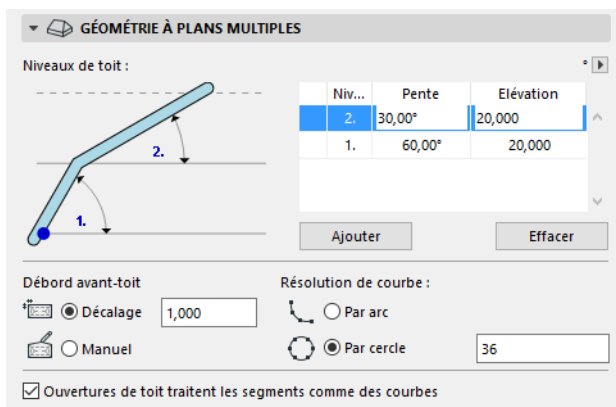 GÉOMÉTRIE À PLANS MULTIPLES
Niveaux de toit :
°
Niv... Pente Elévation
2. 30,00° 20,000
1. 60,00° 20,000
2.
1.
Ajouter Effacer
Débord avant-toit Résolution de courbe :
Décalage 1,000 Par arc
Manuel Par cercle 36
Ouvertures de toit traitent les segments comme des courbes